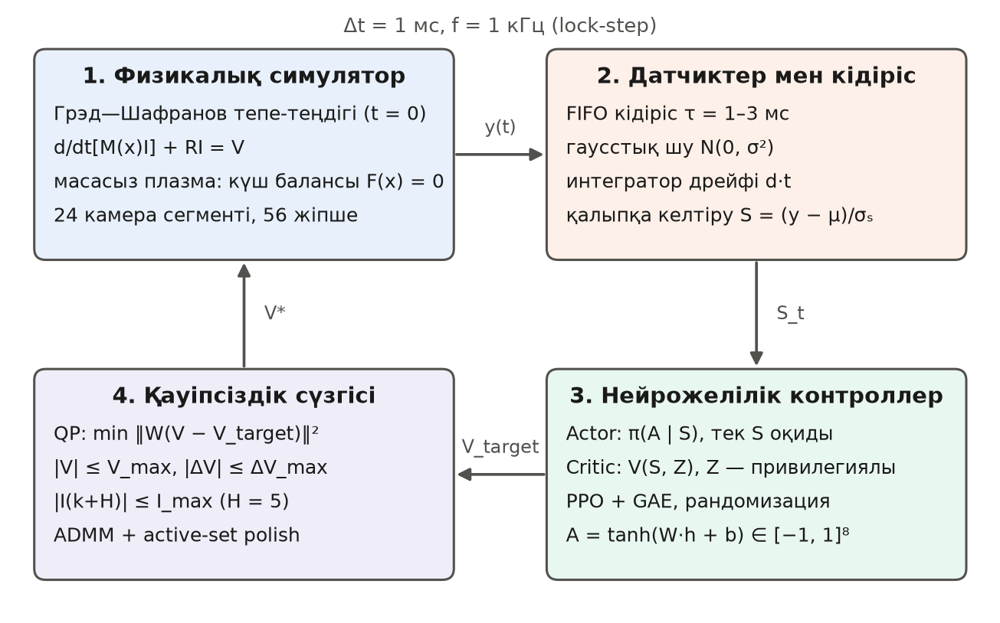 Δt = 1 мс, f = 1 кГц (lock-step)
1. Физикалық симулятор
Грэд—Шафранов тепе-теңдігі (t = 0)
d/dt[M(x)I] + RI = V
масасыз плазма: күш балансы F(x) = 0
24 камера сегменті, 56 жіпше
y(t)
2. Датчиктер мен кідіріс
FIFO кідіріс τ = 1–3 мс
гаусстық шу N(0, σ²)
интегратор дрейфі d·t
қалыпқа келтіру S = (y − μ)/σₛ
V*
S_t
4. Қауіпсіздік сүзгісі
QP: min ‖W(V − V_target)‖²
|V| ≤ V_max, |ΔV| ≤ ΔV_max
|I(k+H)| ≤ I_max (H = 5)
ADMM + active-set polish
V_target
3. Нейрожелілік контроллер
Actor: π(A | S), тек S оқиды
Critic: V(S, Z), Z — привилегиялы
PPO + GAE, рандомизация
A = tanh(W·h + b) ∈ [−1, 1]⁸